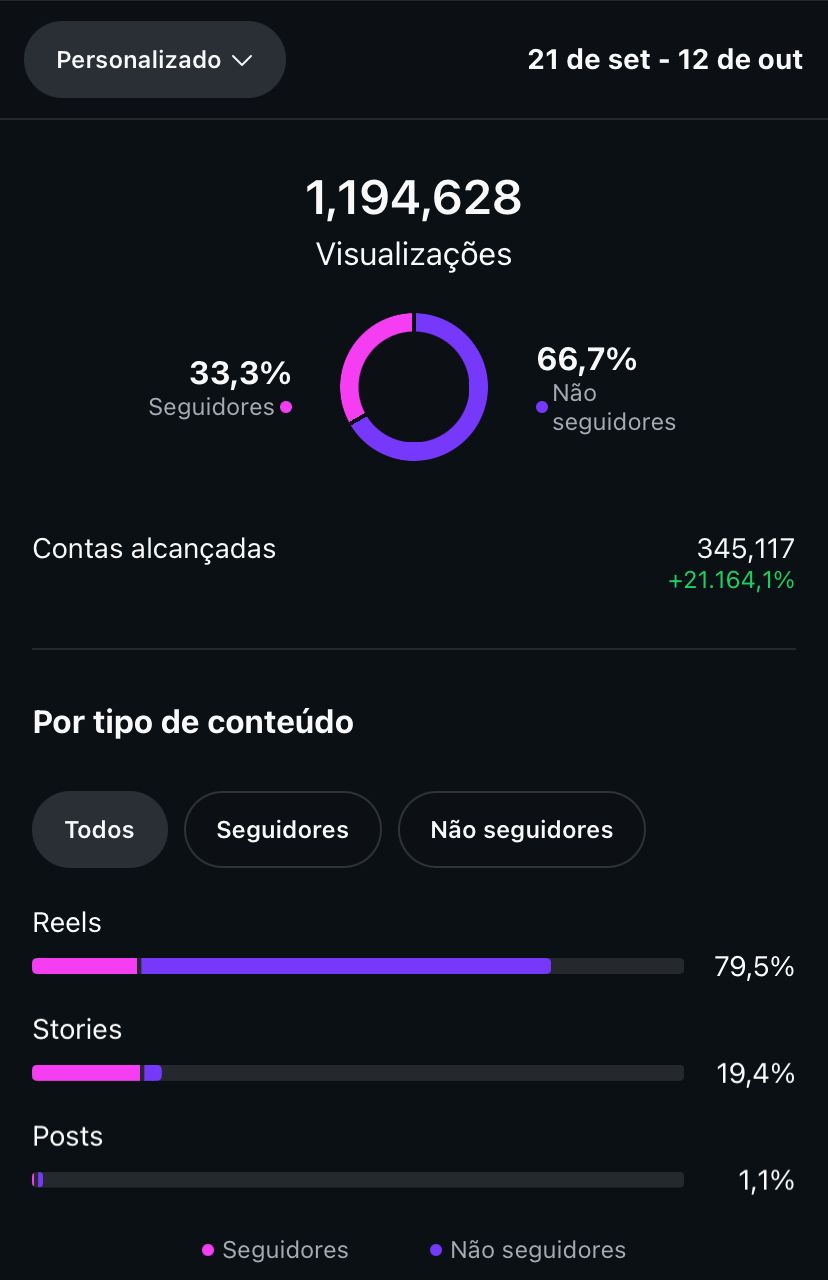 Personalizado
21 de set - 12 de out
1,194,628
Visualizações
33,3%
Seguidores
66,7%
Não
seguidores
Contas alcançadas
345,117
+21.164,1%
Por tipo de conteúdo
Todos
Seguidores
Não seguidores
Reels
79,5%
Stories
19,4%
Posts
1,1%
Seguidores
Não seguidores